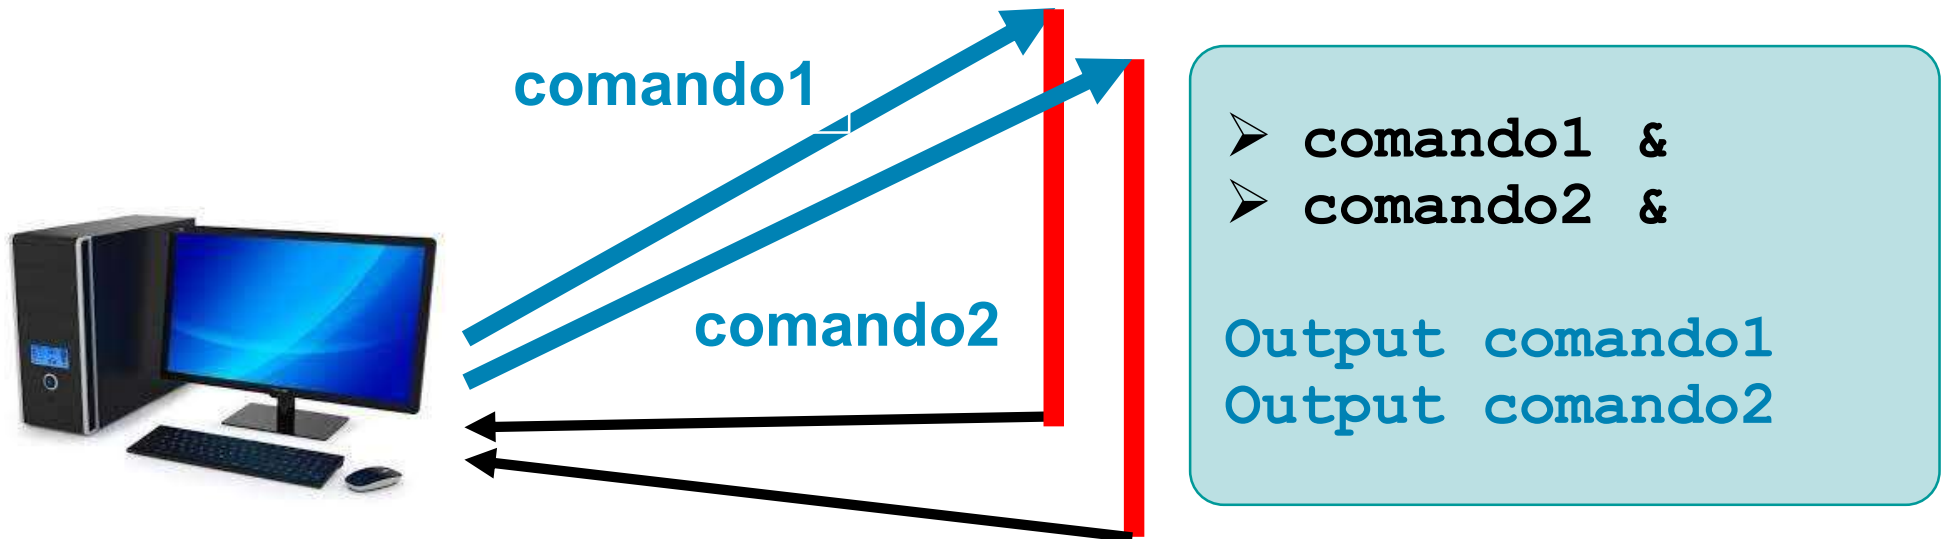 comando1
comando2
➢ comando1 &
➢ comando2 &
Output comando1
Output comando2